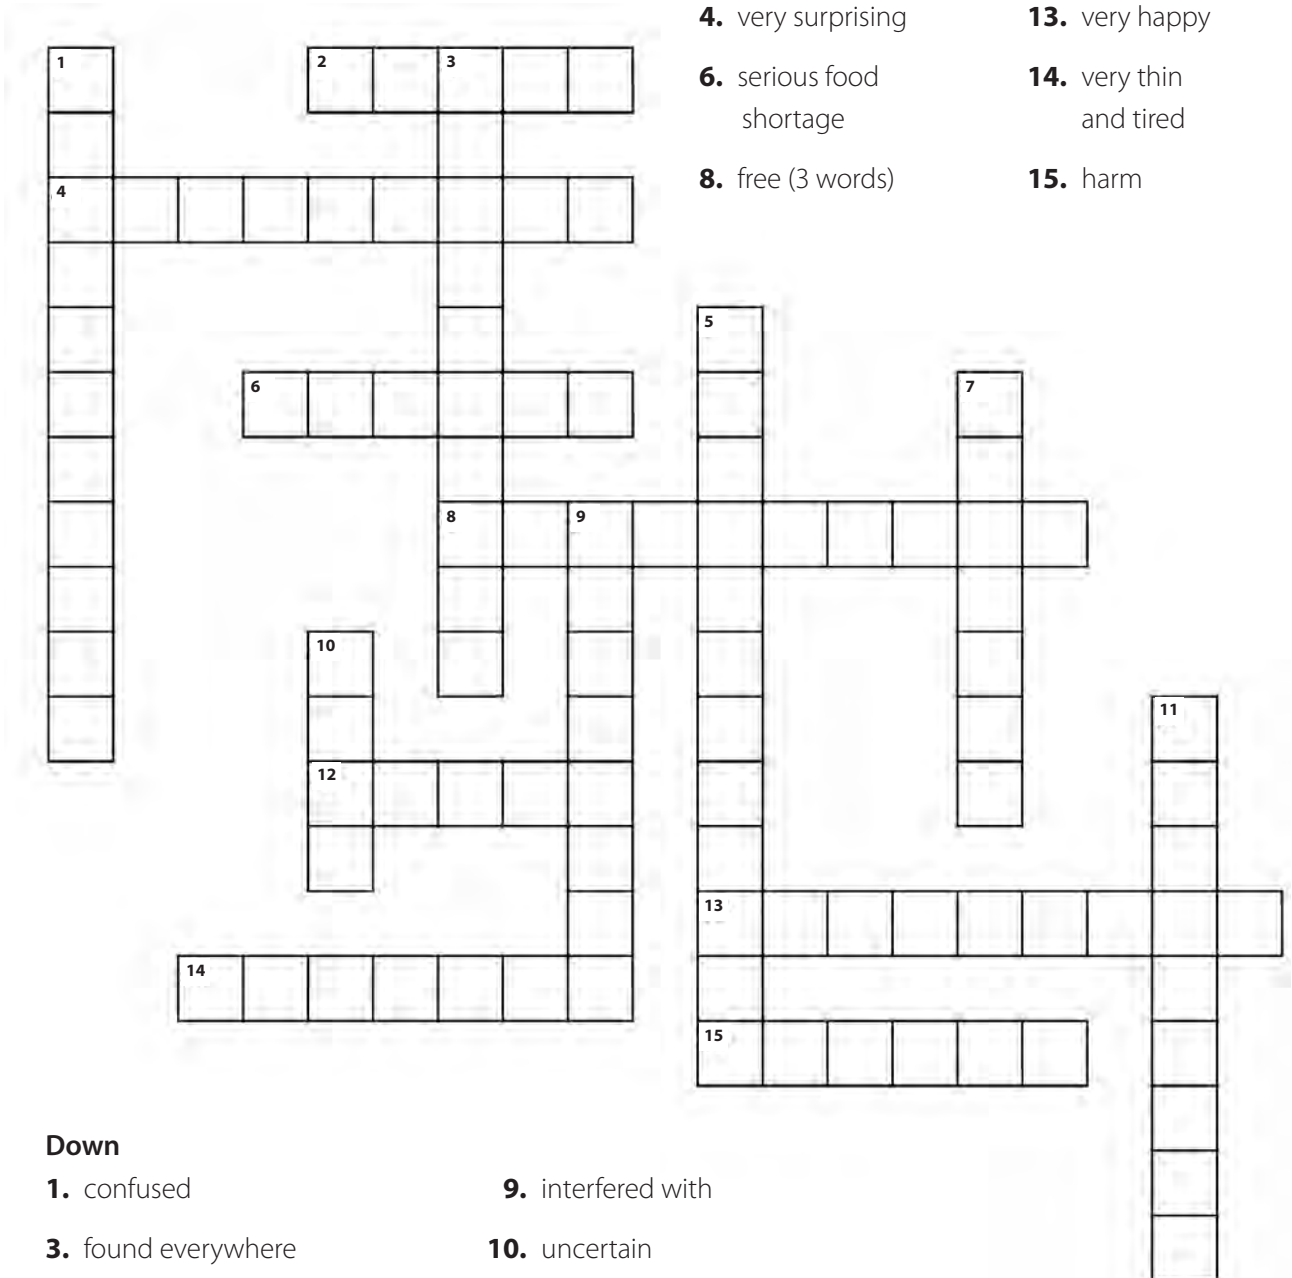 4. very surprising
13. very happy
6. serious food
shortage
14. very thin
and tired
8. free (3 words)
15. harm
1
2
3
4
5
6
7
8
9
10
11
12
13
14
15
Down
1. confused
9. interfered with
3. found everywhere
10. uncertain